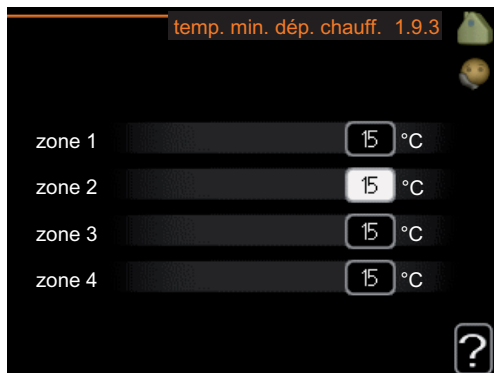 temp. min. dép. chauff. 1.9.3
zone 1 15 °C
zone 2 15 °C
zone 3 15 °C
zone 4 15 °C
?